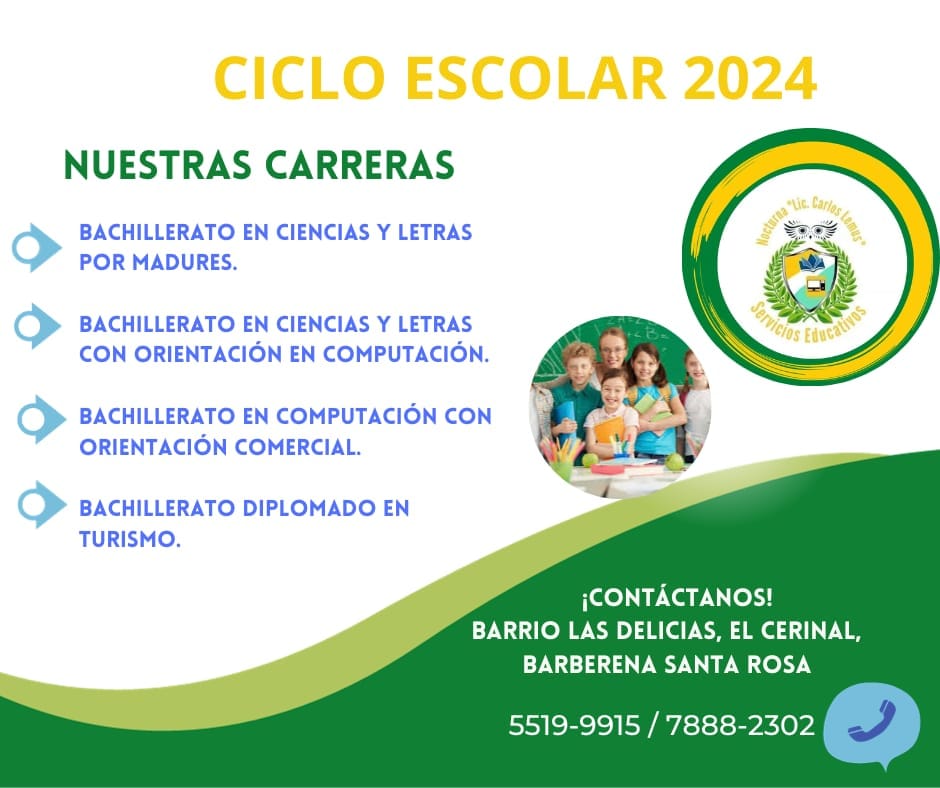 CICLO ESCOLAR 2024
NUESTRAS CARRERAS
BACHILLERATO EN CIENCIAS Y LETRAS
POR MADURES.
BACHILLERATO EN CIENCIAS Y LETRAS
CON ORIENTACIÓN EN COMPUTACIÓN.
BACHILLERATO EN COMPUTACIÓN CON
ORIENTACIÓN COMERCIAL.
BACHILLERATO DIPLOMADO EN
TURISMO.
Nocturna "Lic. Carlos Lemus"
Servicios Educativos
¡CONTÁCTANOS!
BARRIO LAS DELICIAS, EL CERINAL,
BARBERENA SANTA ROSA
5519-9915 / 7888-2302